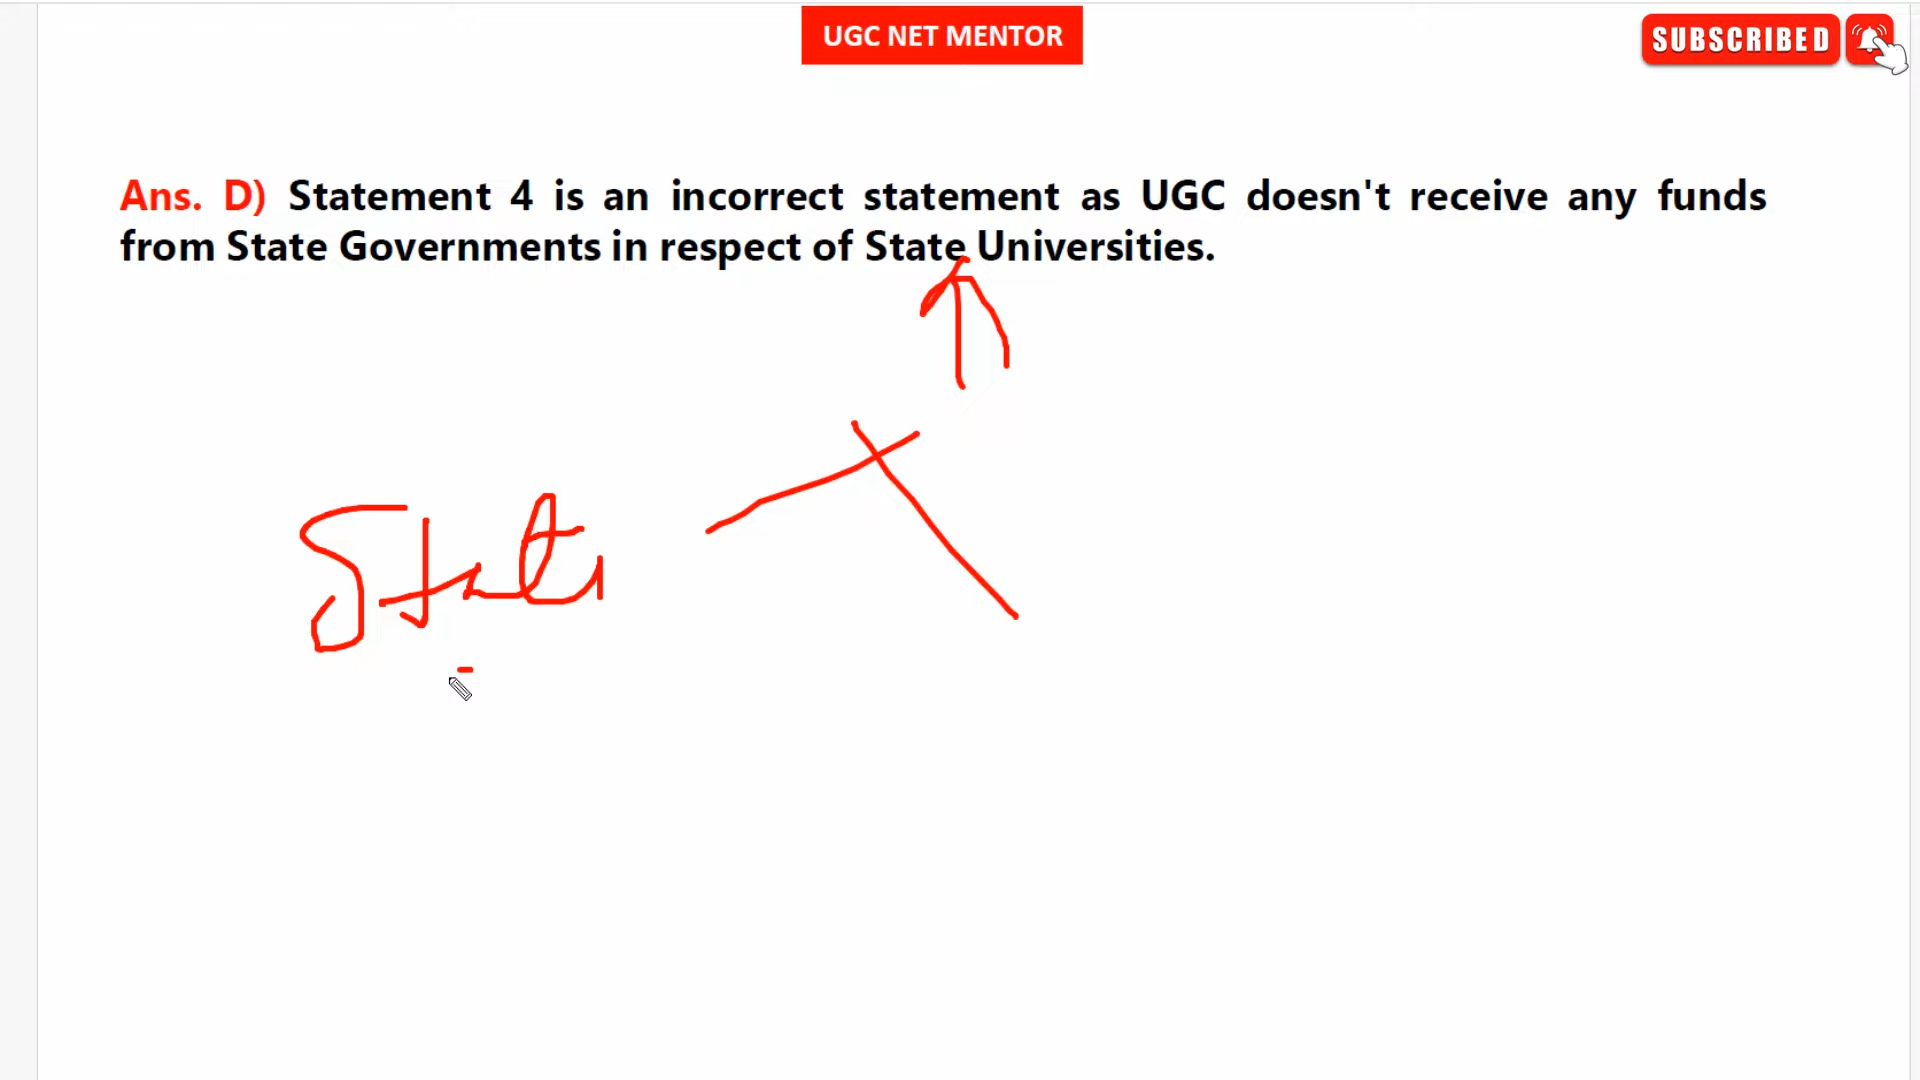 UGC NET MENTOR
SUBSCRIBED
Ans. D) Statement 4 is an incorrect statement as UGC doesn't receive any funds
from State Governments in respect of State Universities.